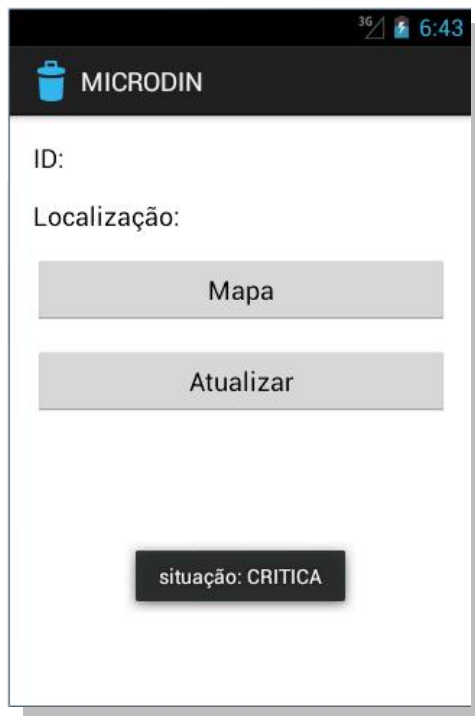 3G 6:43
MICRODIN
ID:
Localização:
Mapa
Atualizar
situação: CRITICA